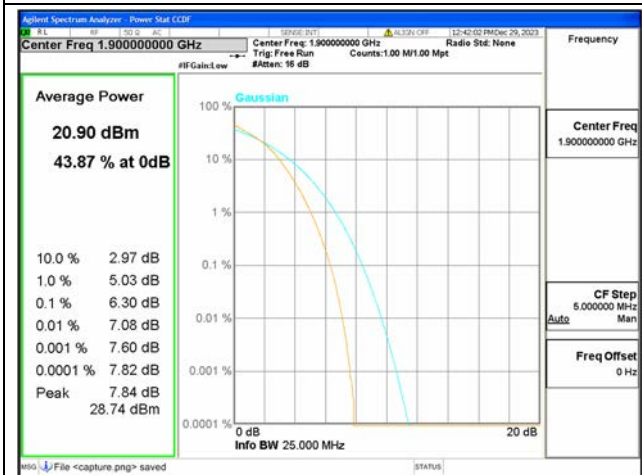 Agilent Spectrum Analyzer - Power Stat CCDF
RL RF 50 Ω AC SENSE:INT ALIGN OFF 12:42:02 PM Dec 29, 2023
Center Freq 1.900000000 GHz
Center Freq: 1.900000000 GHz Radio Std: None
Trig: Free Run Counts:1.00 M/1.00 Mpt
#IFGain:Low #Atten: 16 dB
Frequency
Average Power
20.90 dBm
43.87 % at 0dB
10.0 % 2.97 dB
1.0 % 5.03 dB
0.1 % 6.30 dB
0.01 % 7.08 dB
0.001 % 7.60 dB
0.0001 % 7.82 dB
Peak 7.84 dB
28.74 dBm
Gaussian
100 %
10 %
1 %
0.1 %
0.01 %
0.001 %
0.0001 %
0 dB 20 dB
Info BW 25.000 MHz
Center Freq
1.900000000 GHz
CF Step
5.000000 MHz
Auto Man
Freq Offset
0 Hz
MSG File <capture.png> saved STATUS